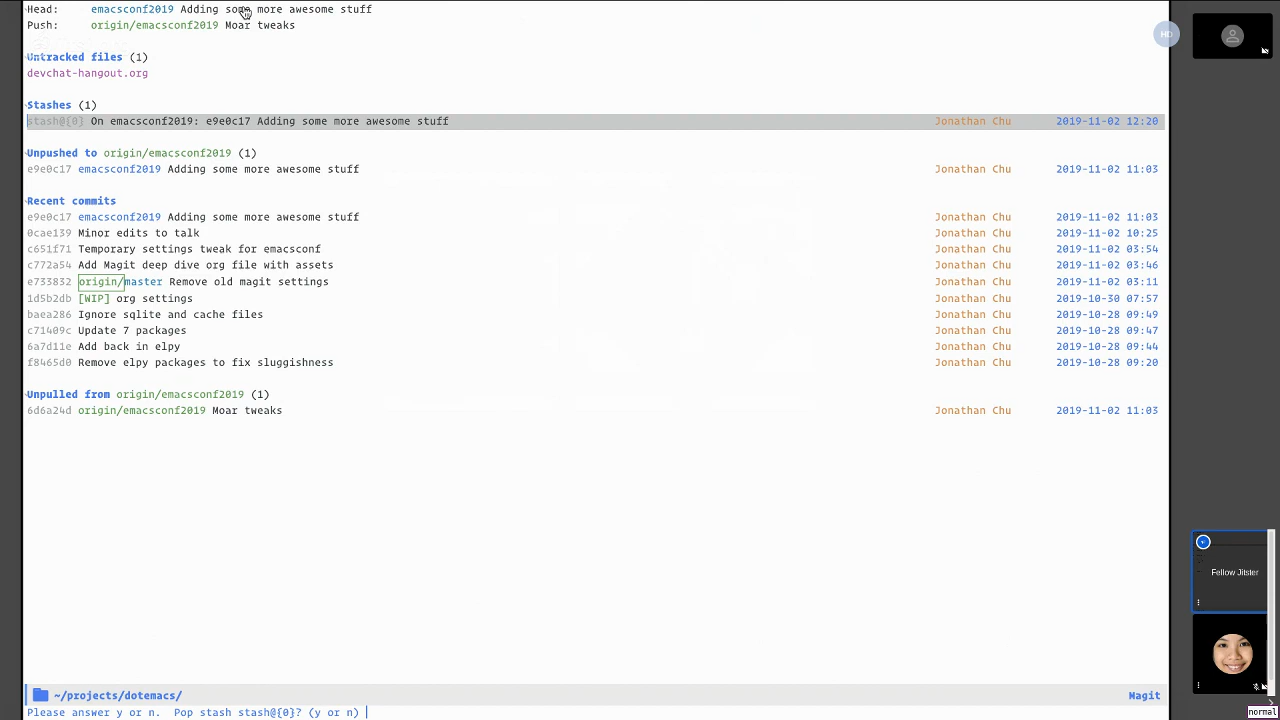 Head:     emacsconf2019 Adding some more awesome stuff
Push:     origin/emacsconf2019 Moar tweaks
HD
Untracked files (1)
devchat-hangout.org
Stashes (1)
stash@{0} On emacsconf2019: e9e0c17 Adding some more awesome stuff Jonathan Chu 2019-11-02 12:20
Unpushed to origin/emacsconf2019 (1)
e9e0c17 emacsconf2019 Adding some more awesome stuff Jonathan Chu 2019-11-02 11:03
Recent commits
e9e0c17 emacsconf2019 Adding some more awesome stuff Jonathan Chu 2019-11-02 11:03
0cae139 Minor edits to talk Jonathan Chu 2019-11-02 10:25
c651f71 Temporary settings tweak for emacsconf Jonathan Chu 2019-11-02 03:54
c772a54 Add Magit deep dive org file with assets Jonathan Chu 2019-11-02 03:46
e733832 origin/master Remove old magit settings Jonathan Chu 2019-11-02 03:11
1d5b2db [WIP] org settings Jonathan Chu 2019-10-30 07:57
baea286 Ignore sqlite and cache files Jonathan Chu 2019-10-28 09:49
c71409c Update 7 packages Jonathan Chu 2019-10-28 09:47
6a7d11e Add back in elpy Jonathan Chu 2019-10-28 09:44
f8465d0 Remove elpy packages to fix sluggishness Jonathan Chu 2019-10-28 09:20
Unpulled from origin/emacsconf2019 (1)
6d6a24d origin/emacsconf2019 Moar tweaks Jonathan Chu 2019-11-02 11:03
Fellow Jitster
~/projects/dotemacs/ Magit
Please answer y or n.  Pop stash stash@{0}? (y or n)
normal